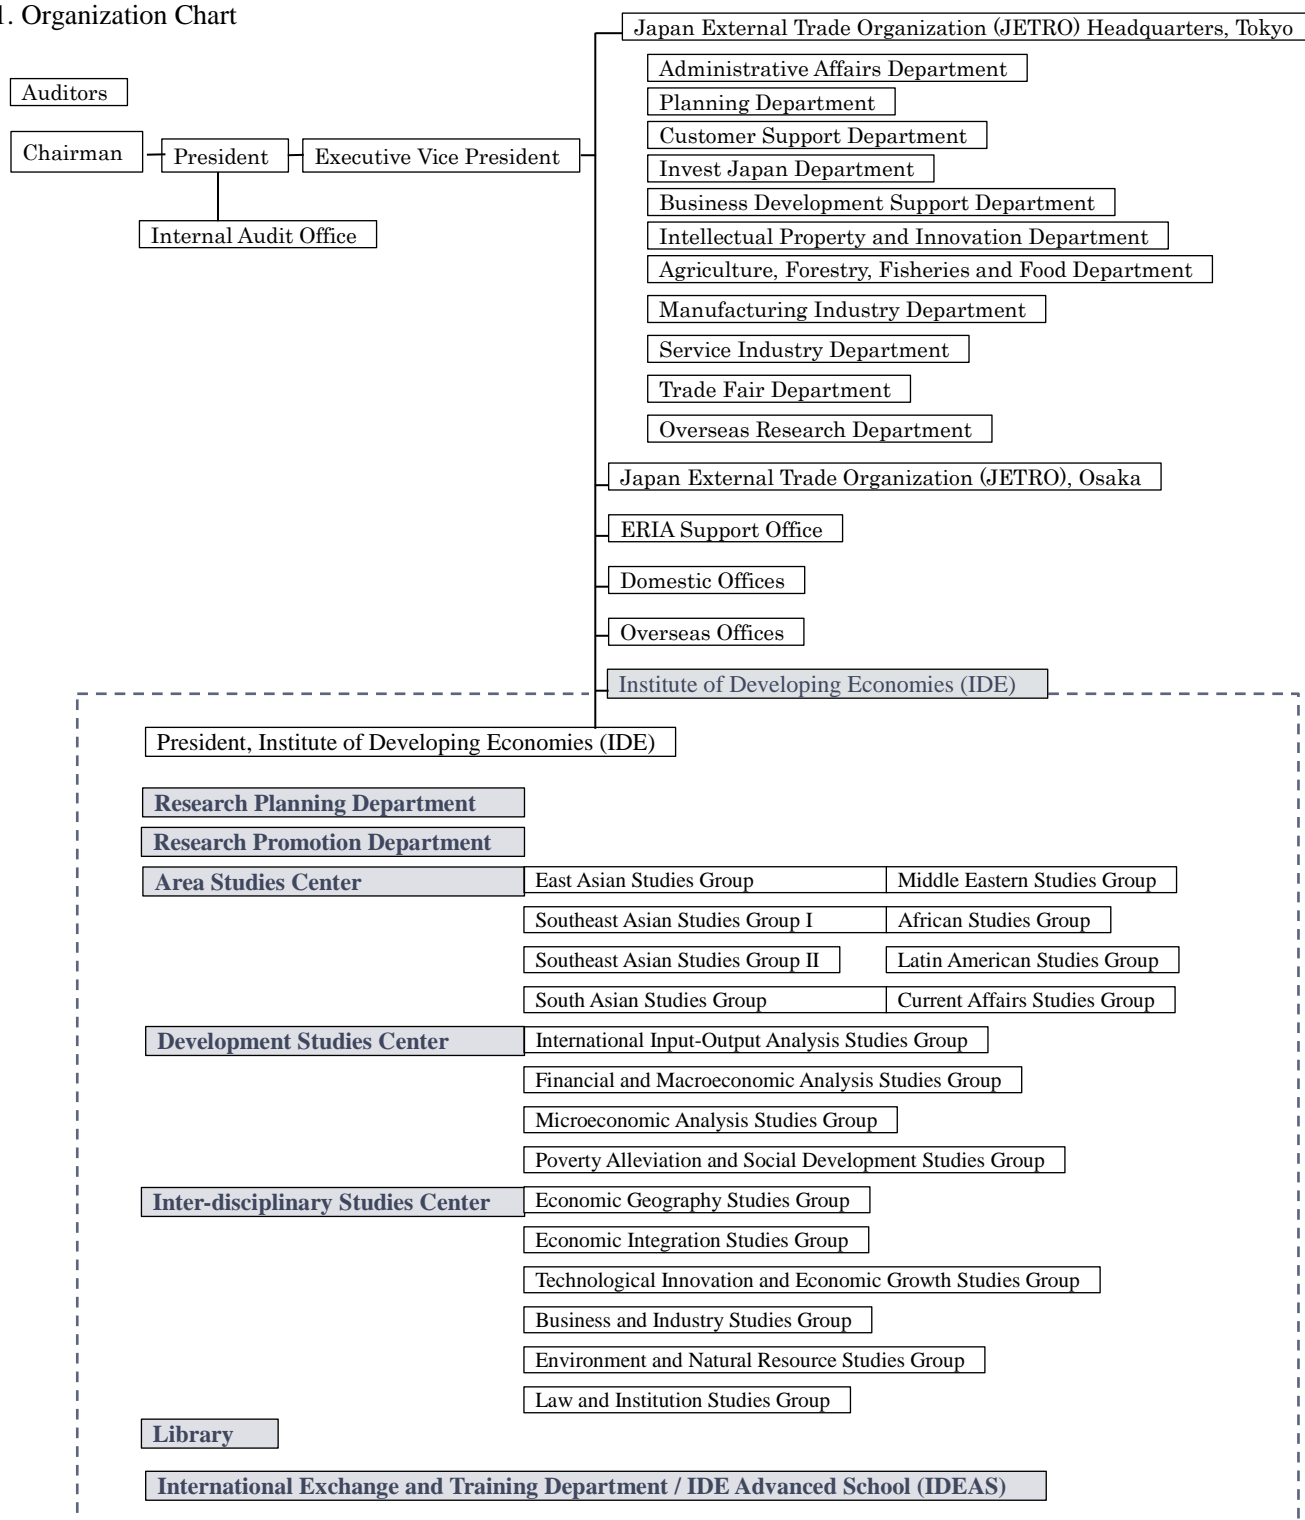 1. Organization Chart
Japan External Trade Organization (JETRO) Headquarters, Tokyo
Administrative Affairs Department
Auditors
Planning Department
Customer Support Department
Chairman
President
Executive Vice President
Invest Japan Department
Business Development Support Department
Internal Audit Office
Intellectual Property and Innovation Department
Agriculture, Forestry, Fisheries and Food Department
Manufacturing Industry Department
Service Industry Department
Trade Fair Department
Overseas Research Department
Japan External Trade Organization (JETRO), Osaka
ERIA Support Office
Domestic Offices
Overseas Offices
Institute of Developing Economies (IDE)
President, Institute of Developing Economies (IDE)
Research Planning Department
Research Promotion Department
Area Studies Center
East Asian Studies Group
Middle Eastern Studies Group
Southeast Asian Studies Group I
African Studies Group
Southeast Asian Studies Group II
Latin American Studies Group
South Asian Studies Group
Current Affairs Studies Group
Development Studies Center
International Input-Output Analysis Studies Group
Financial and Macroeconomic Analysis Studies Group
Microeconomic Analysis Studies Group
Poverty Alleviation and Social Development Studies Group
Inter-disciplinary Studies Center
Economic Geography Studies Group
Economic Integration Studies Group
Technological Innovation and Economic Growth Studies Group
Business and Industry Studies Group
Environment and Natural Resource Studies Group
Law and Institution Studies Group
Library
International Exchange and Training Department / IDE Advanced School (IDEAS)